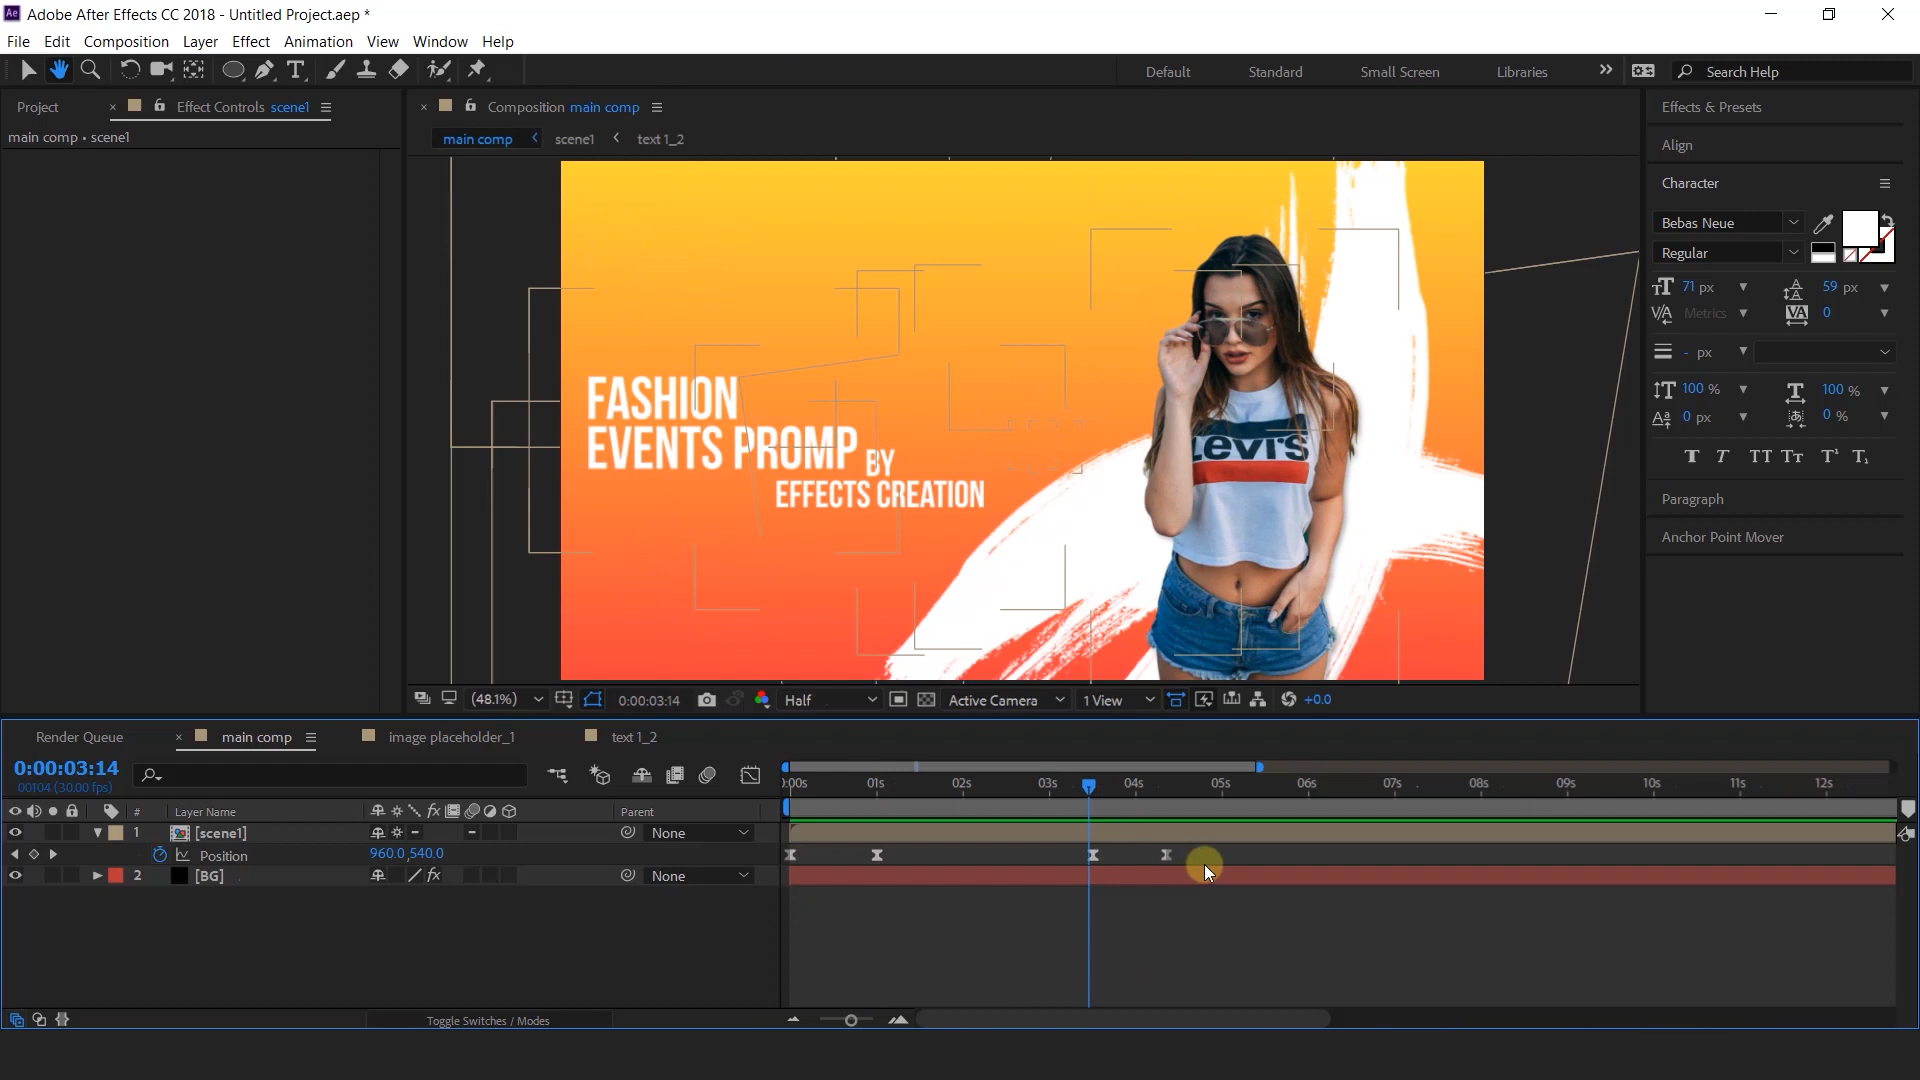 Ae Adobe After Effects CC 2018 - Untitled Project.aep *
File Edit Composition Layer Effect Animation View Window Help
Default Standard Small Screen Libraries Search Help
Project Effect Controls scene1
main comp • scene1
Composition main comp
main comp scene1 text 1_2
FASHION
EVENTS PROMP
BY
EFFECTS CREATION
Levi's
(48.1%) 0:00:03:14 Half Active Camera 1 View +0.0
Effects & Presets
Align
Character
Bebas Neue
Regular
71 px 59 px
Metrics 0
- px
100 % 100 %
0 px 0 %
T T TT Tt T¹ T₁
Paragraph
Anchor Point Mover
Render Queue main comp image placeholder_1 text 1_2
0:00:03:14
00104 (30.00 fps)
:00s 01s 02s 03s 04s 05s 06s 07s 08s 09s 10s 11s 12s
# Layer Name Parent
1 [scene1] None
Position 960.0,540.0
2 [BG] None
Toggle Switches / Modes